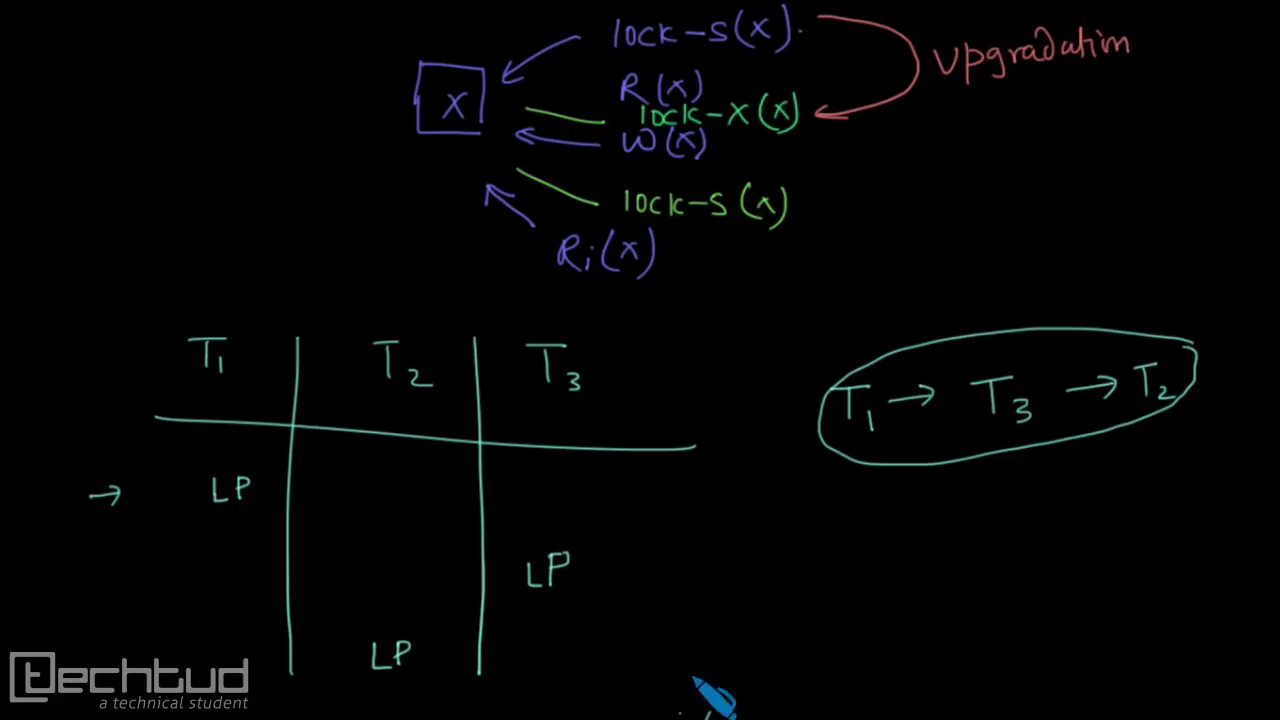 lock-S(X).
upgradation
X
R(X)
lock-X(X)
W(X)
lock-S(X)
Ri(X)
T1 T2 T3
T1 → T3 → T2
→ LP
LP
LP
techtud
a technical student